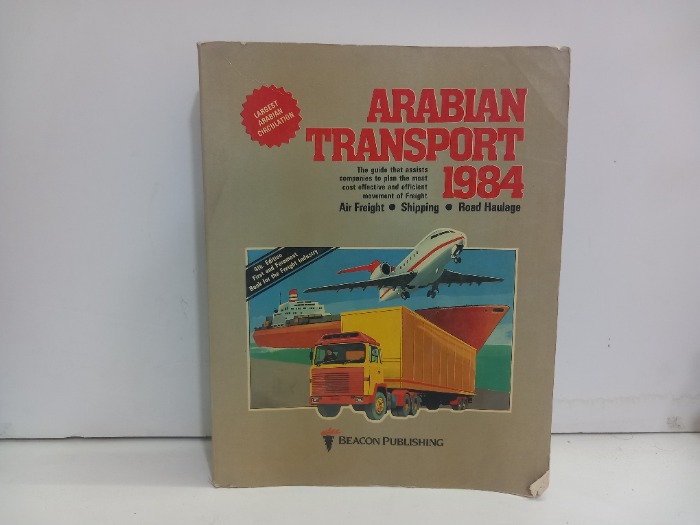 LARGEST
ARABIAN
CIRCULATION
ARABIAN
TRANSPORT
1984
The guide that assists
companies to plan the most
cost effective and efficient
movement of Freight
Air Freight ● Shipping ● Road Haulage
4th. Edition
First and Foremost
Book for the Freight Industry
BEACON PUBLISHING